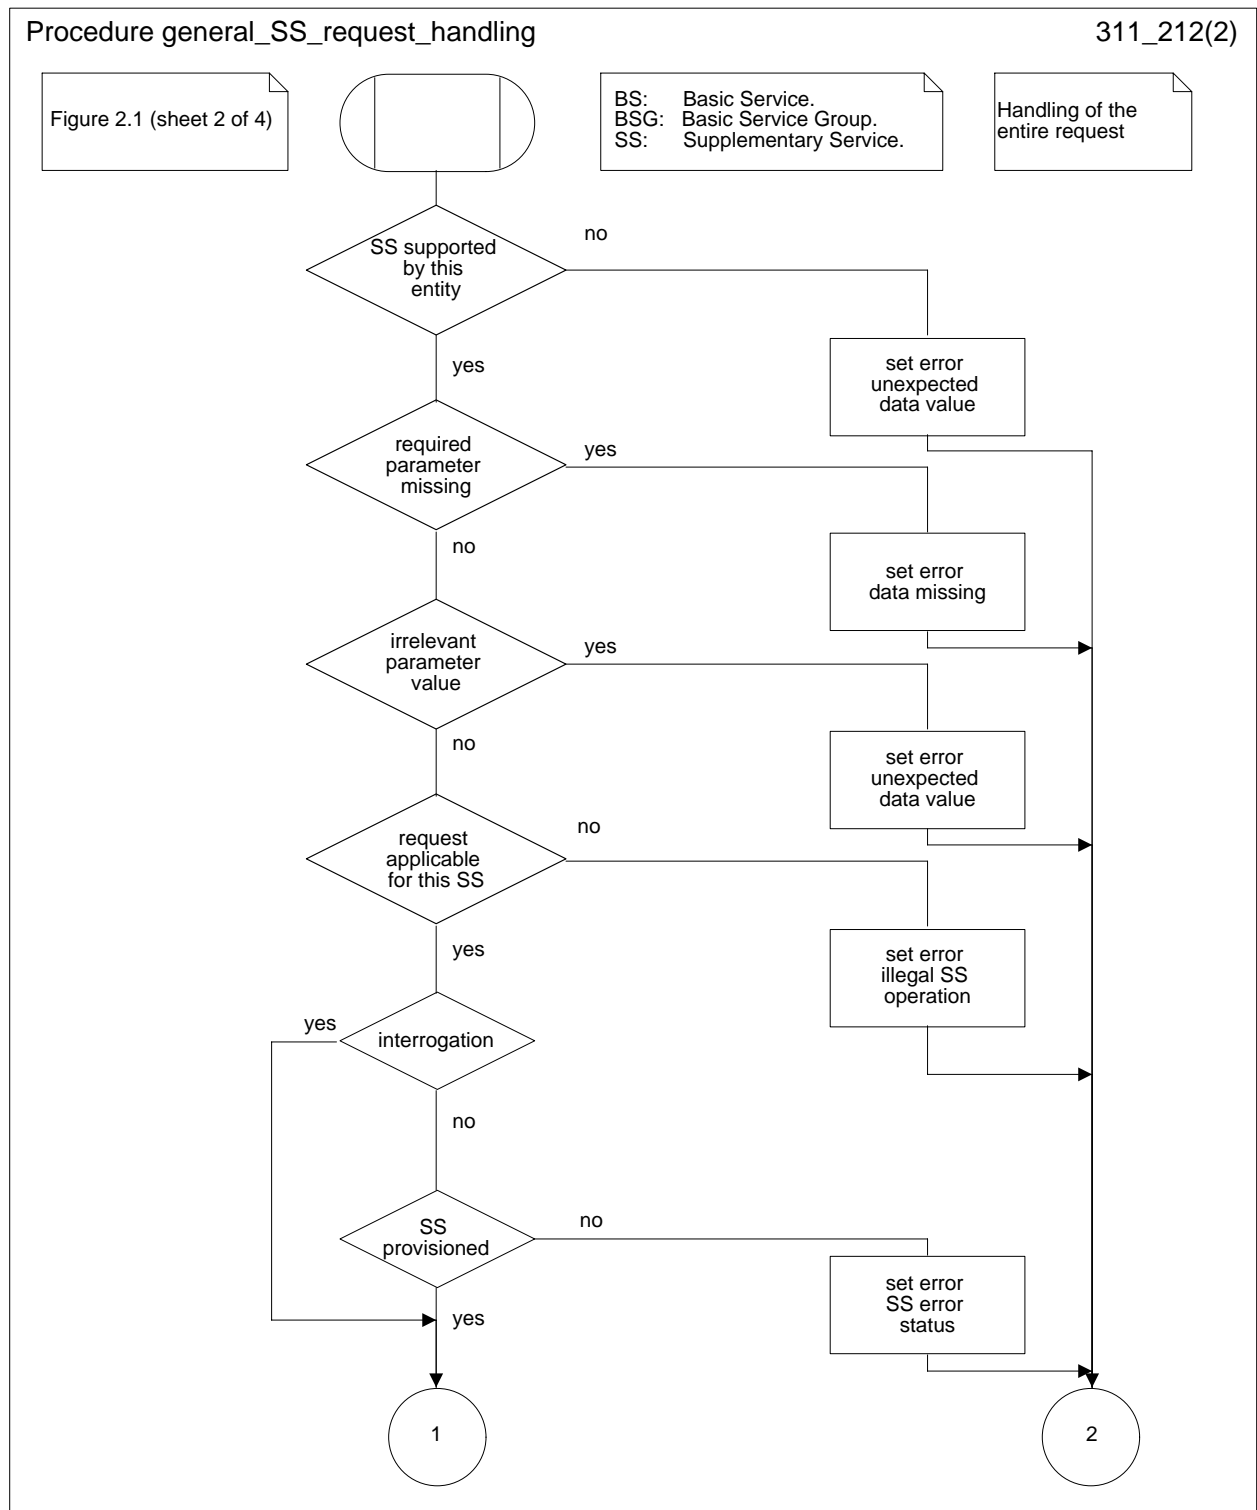 Procedure general_SS_request_handling
311_212(2)
Figure 2.1 (sheet 2 of 4)
BS: Basic Service.
BSG: Basic Service Group.
SS: Supplementary Service.
Handling of the
entire request
SS supported
by this
entity
no
yes
set error
unexpected
data value
required
parameter
missing
yes
no
set error
data missing
irrelevant
parameter
value
yes
no
set error
unexpected
data value
request
applicable
for this SS
no
yes
set error
illegal SS
operation
yes
interrogation
no
SS
provisioned
no
yes
set error
SS error
status
1
2